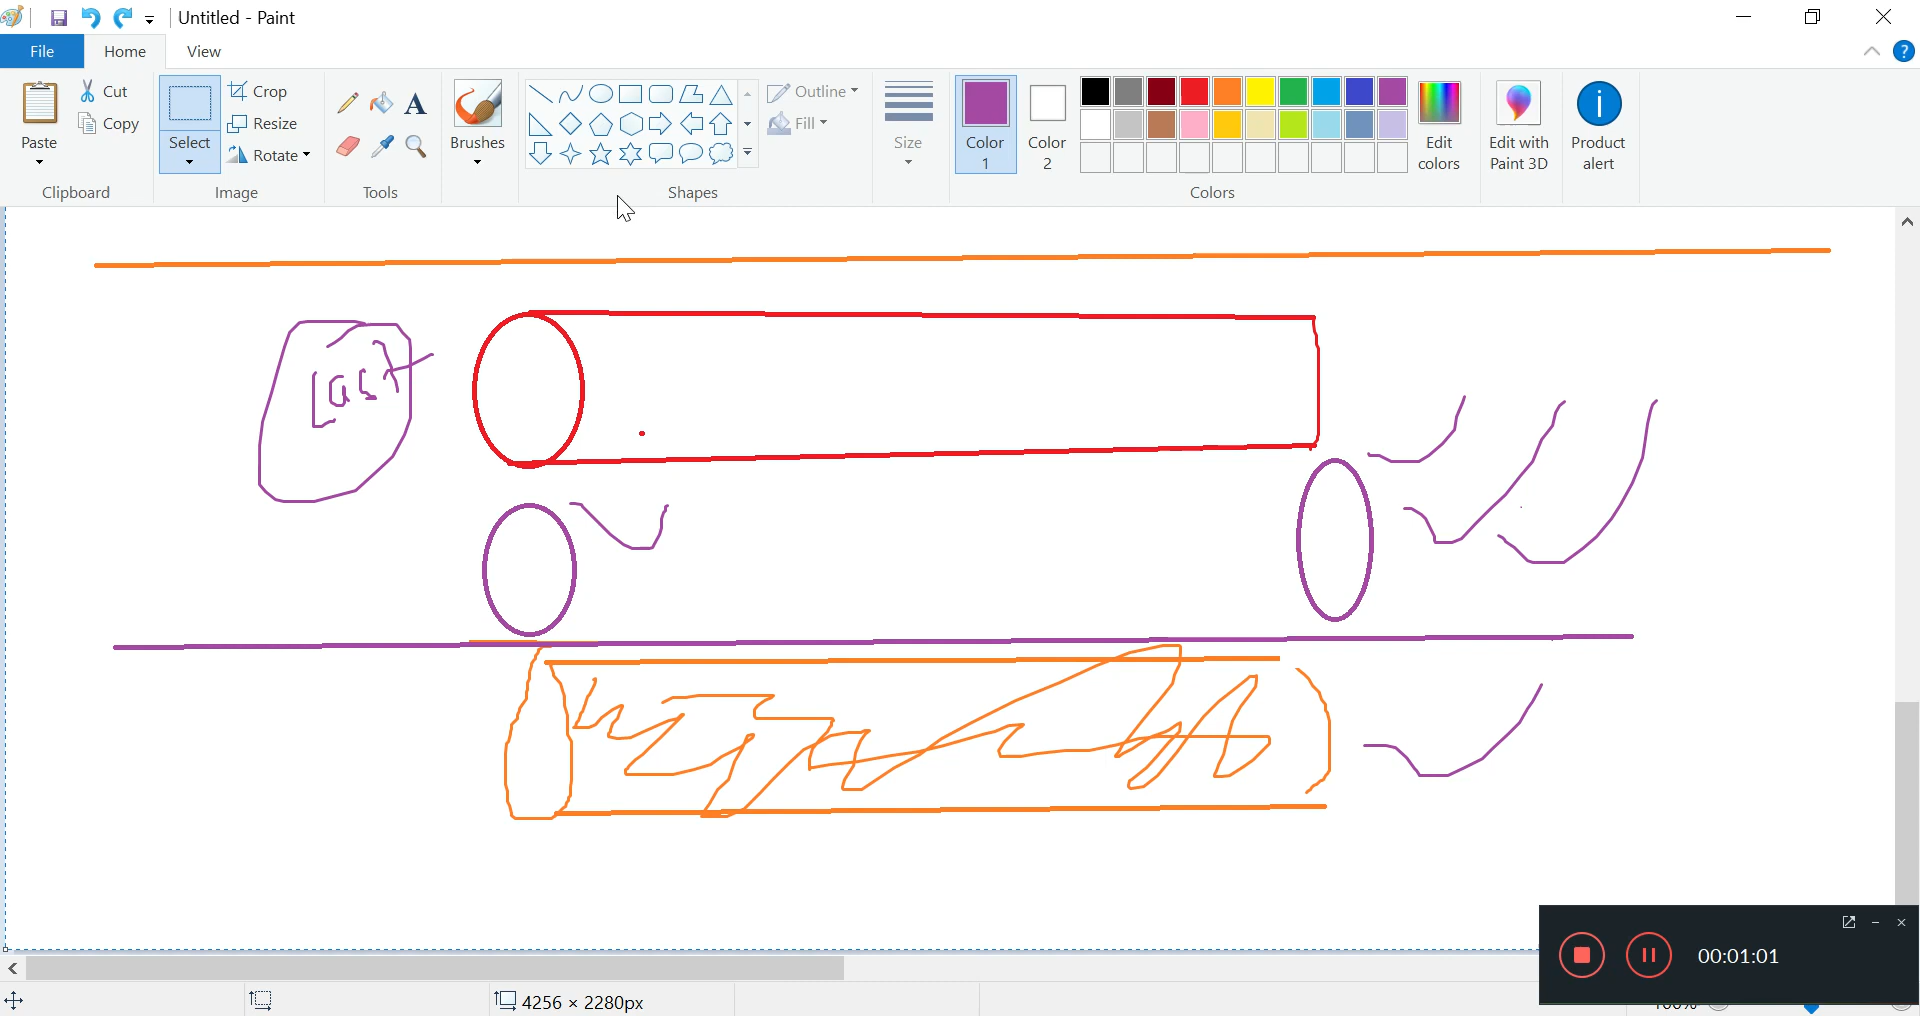 Untitled - Paint
File Home View
Cut
Copy
Paste
Clipboard
Select
Crop
Resize
Rotate
Image
Tools
Brushes
Shapes
Outline
Fill
Size
Color
1
Color
2
Colors
Edit
colors
Edit with
Paint 3D
Product
alert
Last
00:01:01
4256 × 2280px